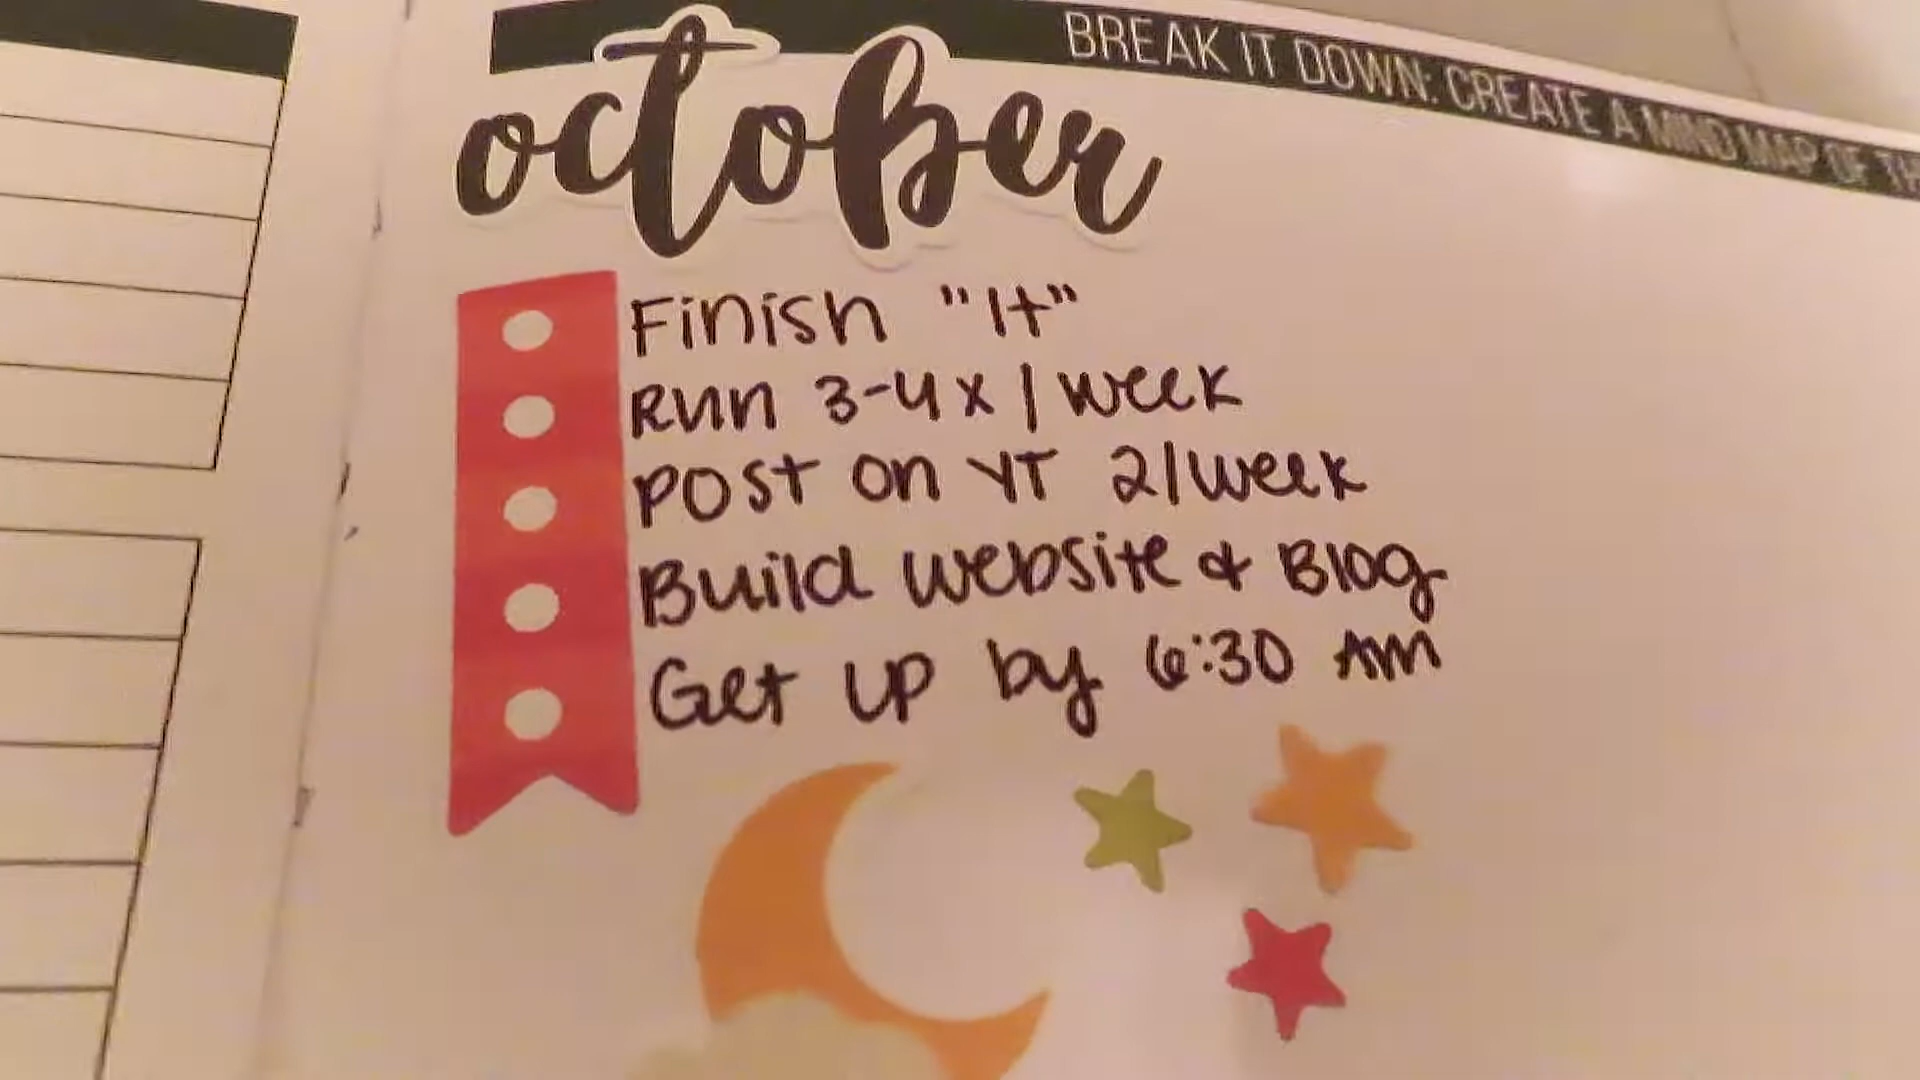 BREAK IT DOWN: CREATE A MIND MAP OF
october
Finish "It"
Run 3-4x/week
Post on YT 2/week
Build website & Blog
Get up by 6:30 AM